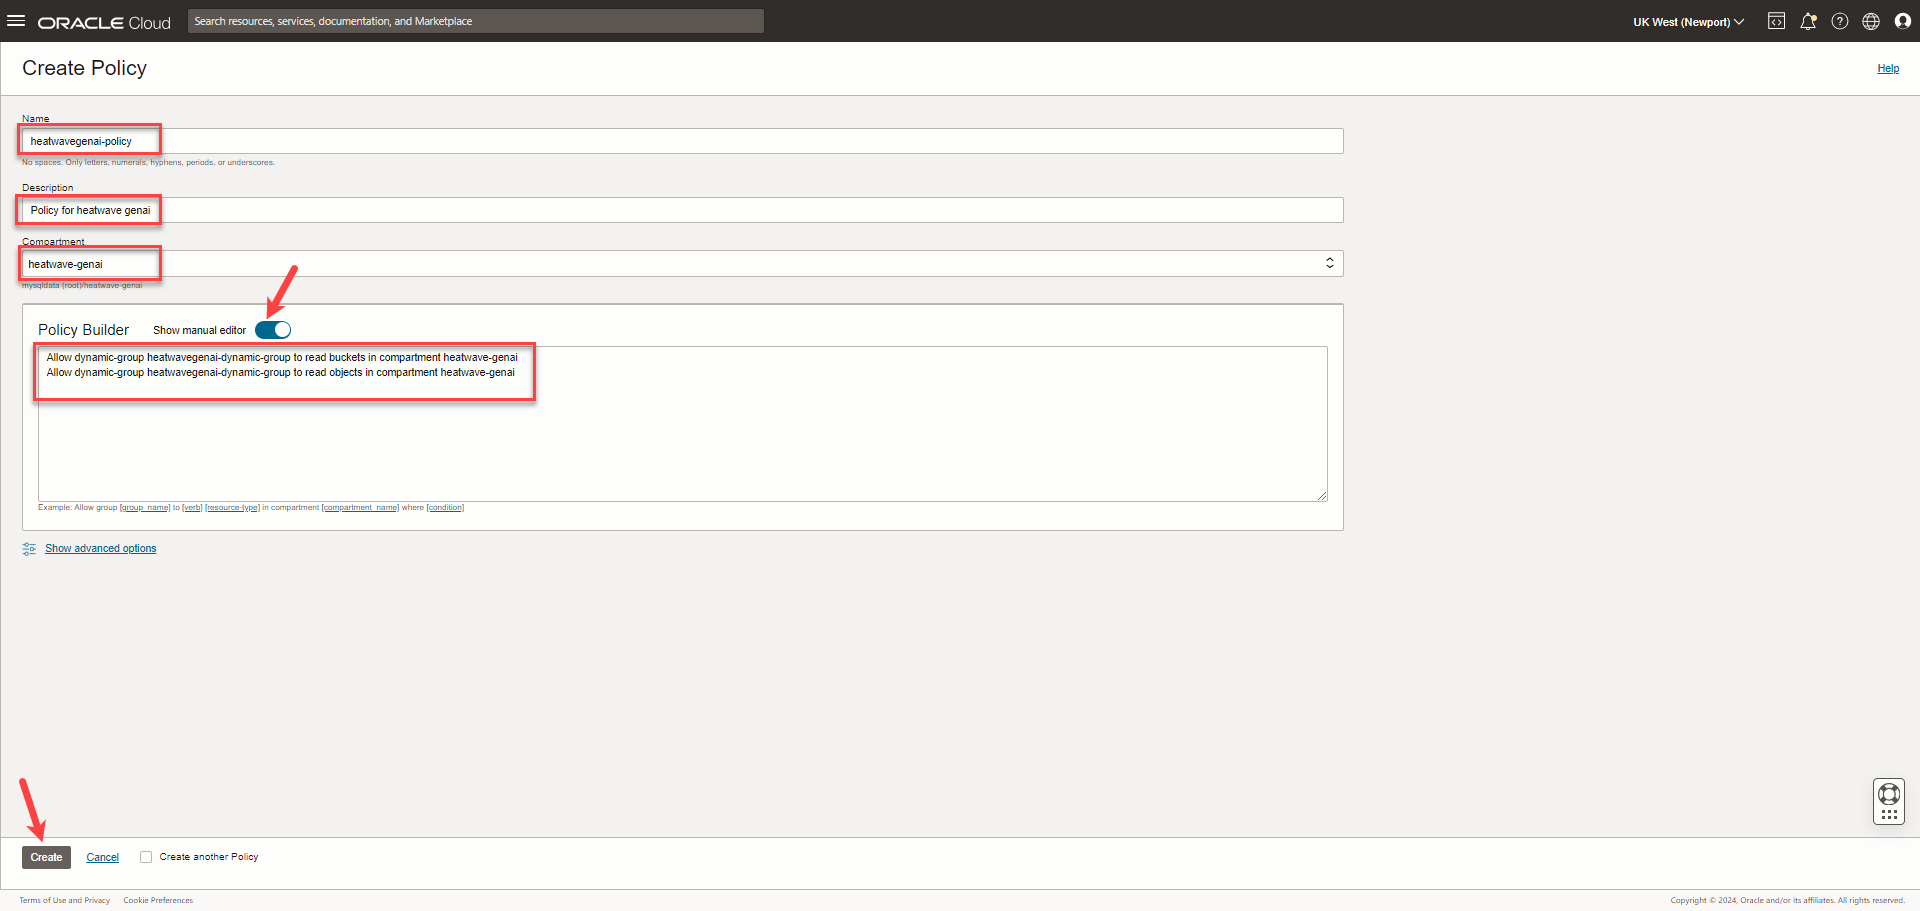 ORACLE Cloud
Search resources, services, documentation, and Marketplace
UK West (Newport)
Create Policy
Help
Name
heatwavegenai-policy
No spaces. Only letters, numerals, hyphens, periods, or underscores.
Description
Policy for heatwave genai
Compartment
heatwave-genai
mysqldata (root)/heatwave-genai
Policy Builder
Show manual editor
Allow dynamic-group heatwavegenai-dynamic-group to read buckets in compartment heatwave-genai
Allow dynamic-group heatwavegenai-dynamic-group to read objects in compartment heatwave-genai
Example: Allow group [group_name] to [verb] [resource-type] in compartment [compartment_name] where [condition]
Show advanced options
Create
Cancel
Create another Policy
Terms of Use and Privacy
Cookie Preferences
Copyright © 2024, Oracle and/or its affiliates. All rights reserved.